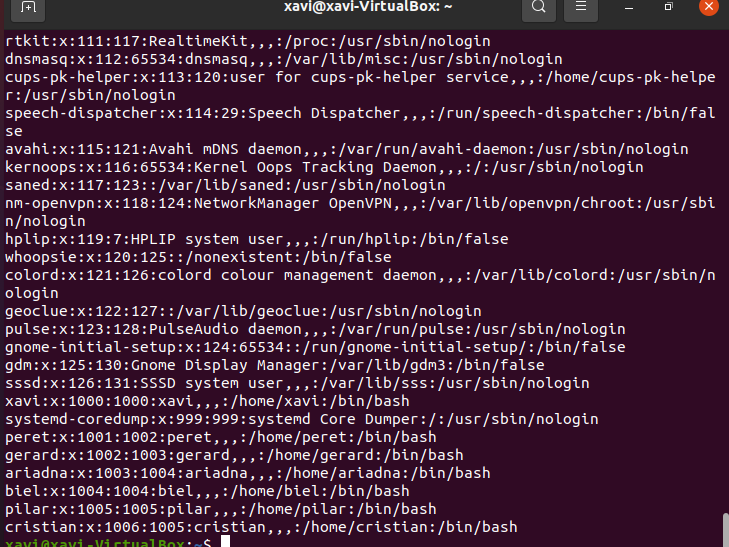 xavi@xavi-VirtualBox: ~
rtkit:x:111:117:RealtimeKit,,,:/proc:/usr/sbin/nologin
dnsmasq:x:112:65534:dnsmasq,,,:/var/lib/misc:/usr/sbin/nologin
cups-pk-helper:x:113:120:user for cups-pk-helper service,,,:/home/cups-pk-helpe
r:/usr/sbin/nologin
speech-dispatcher:x:114:29:Speech Dispatcher,,,:/run/speech-dispatcher:/bin/fal
se
avahi:x:115:121:Avahi mDNS daemon,,,:/var/run/avahi-daemon:/usr/sbin/nologin
kernoops:x:116:65534:Kernel Oops Tracking Daemon,,,:/:/usr/sbin/nologin
saned:x:117:123::/var/lib/saned:/usr/sbin/nologin
nm-openvpn:x:118:124:NetworkManager OpenVPN,,,:/var/lib/openvpn/chroot:/usr/sbi
n/nologin
hplip:x:119:7:HPLIP system user,,,:/run/hplip:/bin/false
whoopsie:x:120:125::/nonexistent:/bin/false
colord:x:121:126:colord colour management daemon,,,:/var/lib/colord:/usr/sbin/n
ologin
geoclue:x:122:127::/var/lib/geoclue:/usr/sbin/nologin
pulse:x:123:128:PulseAudio daemon,,,:/var/run/pulse:/usr/sbin/nologin
gnome-initial-setup:x:124:65534::/run/gnome-initial-setup/:/bin/false
gdm:x:125:130:Gnome Display Manager:/var/lib/gdm3:/bin/false
sssd:x:126:131:SSSD system user,,,:/var/lib/sss:/usr/sbin/nologin
xavi:x:1000:1000:xavi,,,:/home/xavi:/bin/bash
systemd-coredump:x:999:999:systemd Core Dumper:/:/usr/sbin/nologin
peret:x:1001:1002:peret,,,:/home/peret:/bin/bash
gerard:x:1002:1003:gerard,,,:/home/gerard:/bin/bash
ariadna:x:1003:1004:ariadna,,,:/home/ariadna:/bin/bash
biel:x:1004:1004:biel,,,:/home/biel:/bin/bash
pilar:x:1005:1005:pilar,,,:/home/pilar:/bin/bash
cristian:x:1006:1005:cristian,,,:/home/cristian:/bin/bash
xavi@xavi-VirtualBox:~$